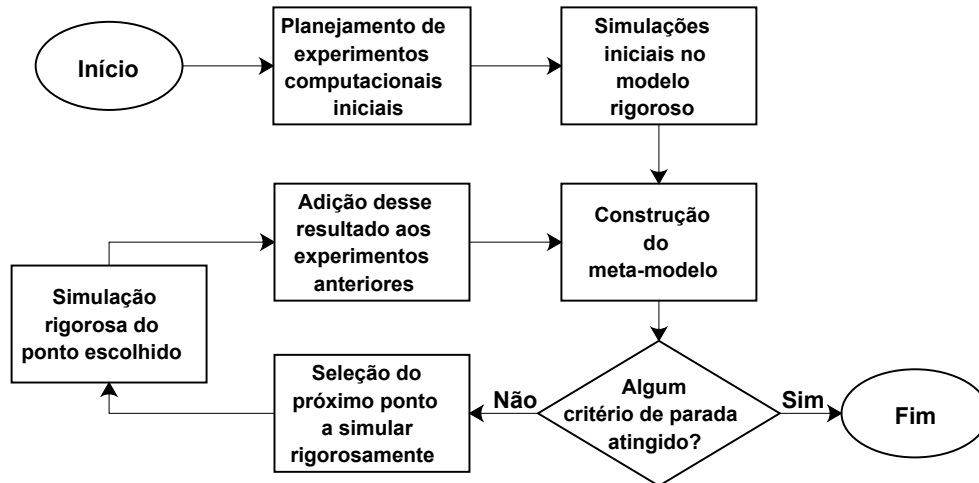 Início
Planejamento de
experimentos
computacionais
iniciais
Simulações
iniciais no
modelo
rigoroso
Adição desse
resultado aos
experimentos
anteriores
Construção
do
meta-modelo
Simulação
rigorosa do
ponto escolhido
Seleção do
próximo ponto
a simular
rigorosamente
Não
Algum
critério de parada
atingido?
Sim
Fim